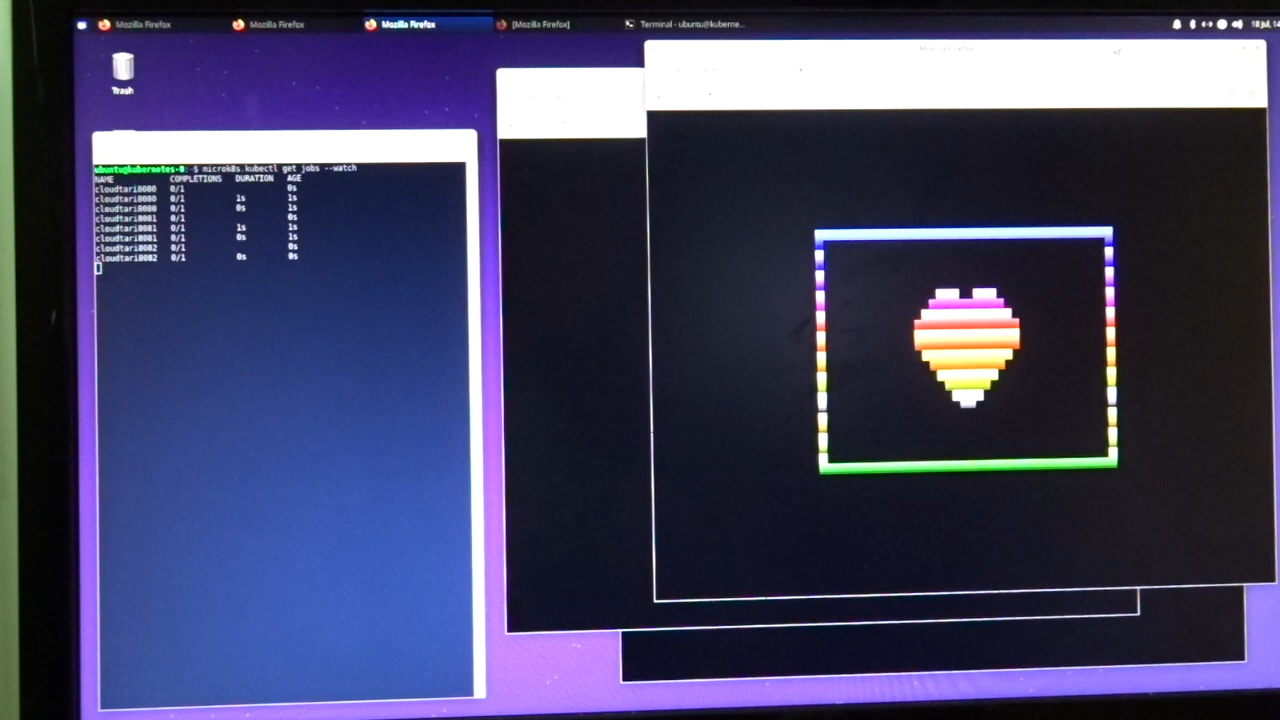 Mozilla Firefox
Mozilla Firefox
Mozilla Firefox
[Mozilla Firefox]
Terminal - ubuntu@kuberne...
18 Jul, 14
Trash
ubuntu@kubernetes-0:~$ microk8s.kubectl get jobs --watch
NAME COMPLETIONS DURATION AGE
cloudtari8080 0/1 0s
cloudtari8080 0/1 1s 1s
cloudtari8080 0/1 0s 1s
cloudtari8081 0/1 0s
cloudtari8081 0/1 1s 1s
cloudtari8081 0/1 0s 1s
cloudtari8082 0/1 0s
cloudtari8082 0/1 0s 0s